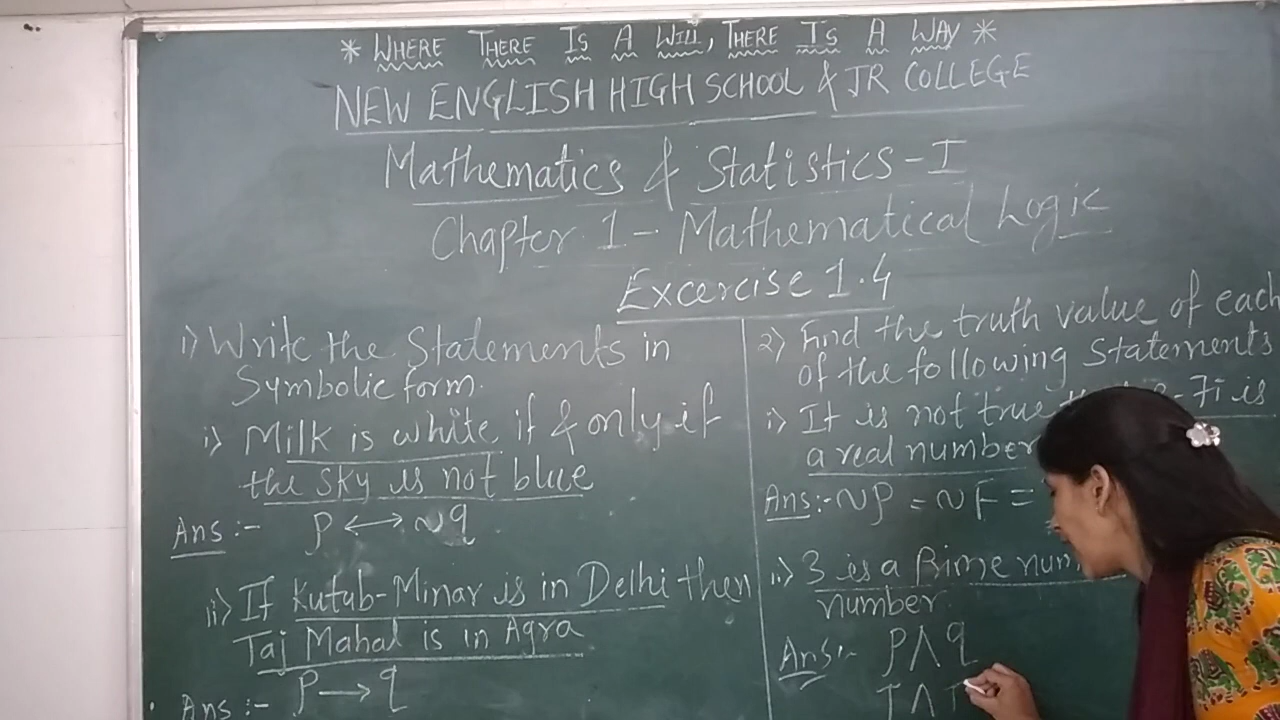 * WHERE THERE IS A WILL, THERE IS A WAY *
NEW ENGLISH HIGH SCHOOL & JR COLLEGE
Mathematics & Statistics - I
Chapter 1 - Mathematical Logic
Excercise 1.4
1) Write the Statements in
Symbolic form.
i) Milk is white if & only if
the sky is not blue
Ans :- p ↔ ~q
ii) If Kutub-Minar is in Delhi then
Taj Mahal is in Agra
Ans :- p → q
2) Find the truth value of each
of the following Statements
i) It is not true - 7i is
a real number
Ans :- ~p = ~F =
ii) 3 is a Prime
number
Ans :- p ∧ q
T ∧ T